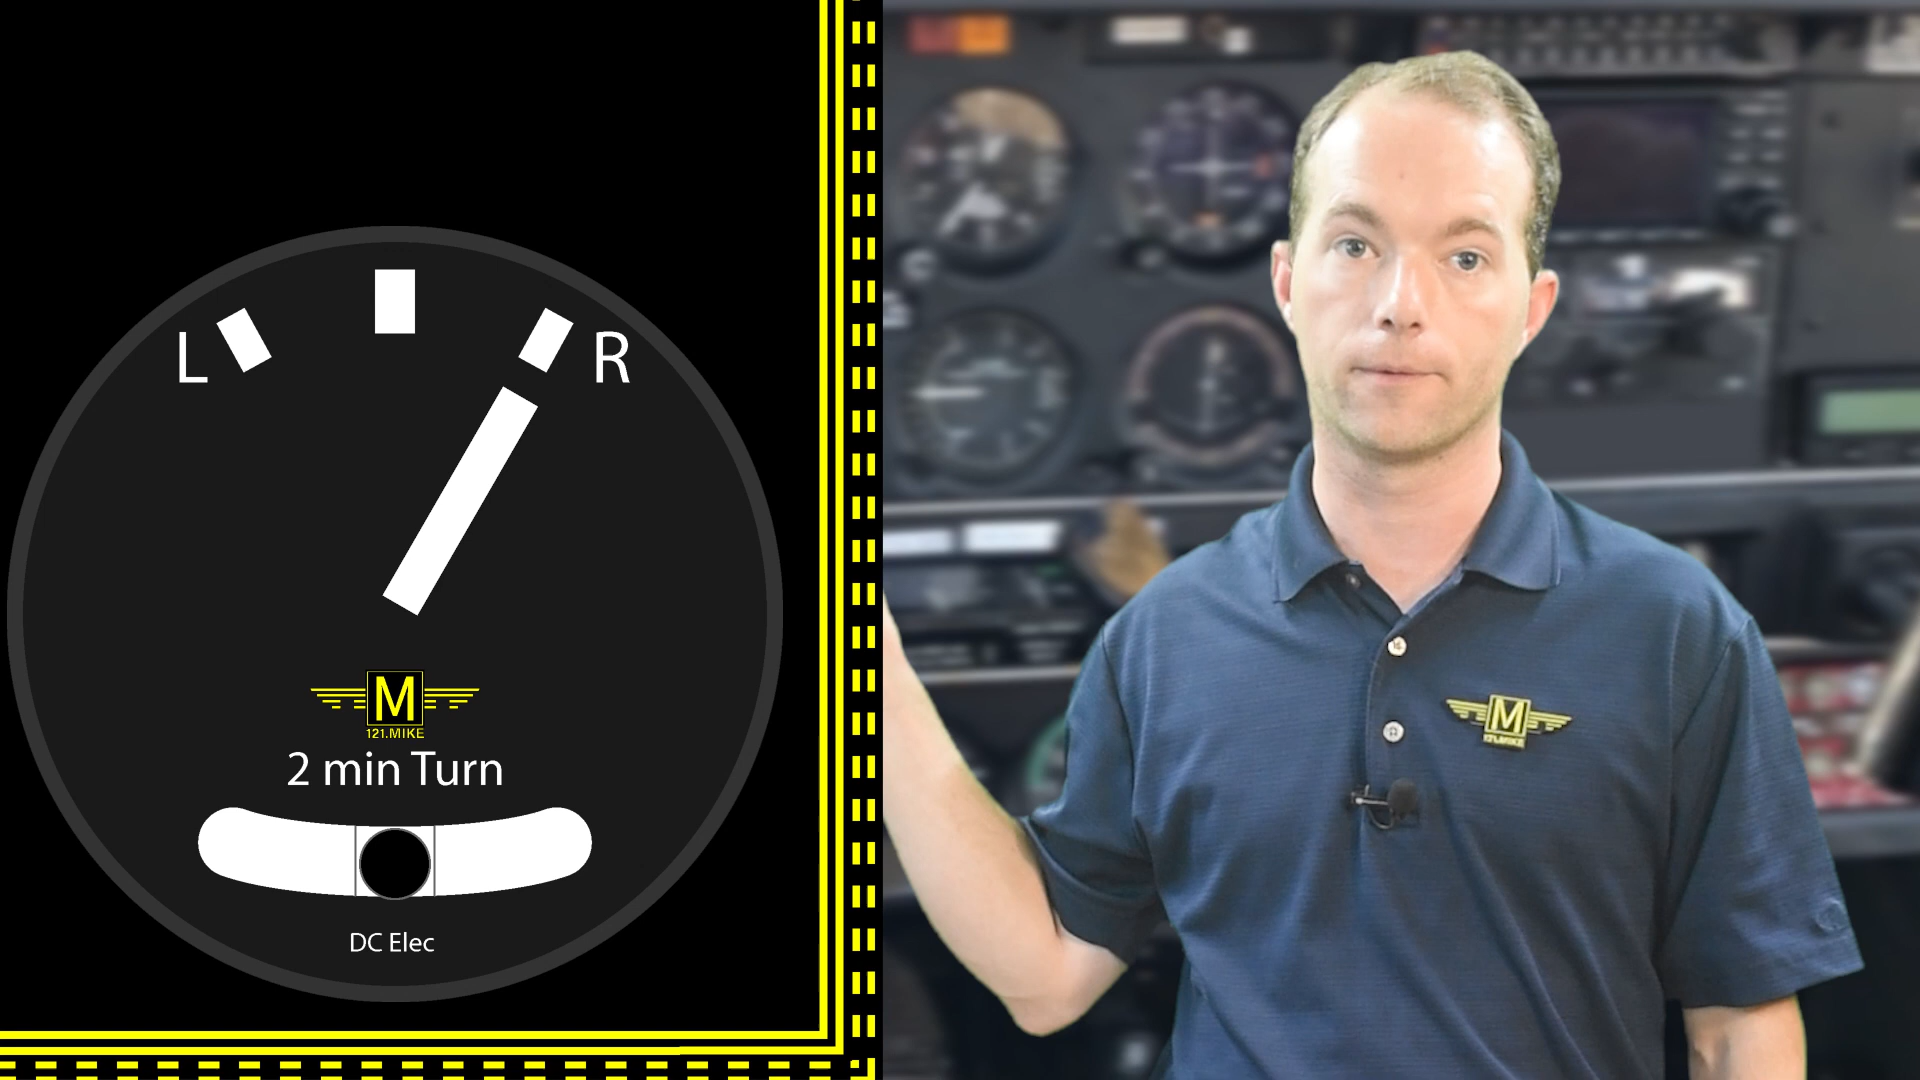 L
R
M
121.MIKE
2 min Turn
DC Elec
M
121.MIKE